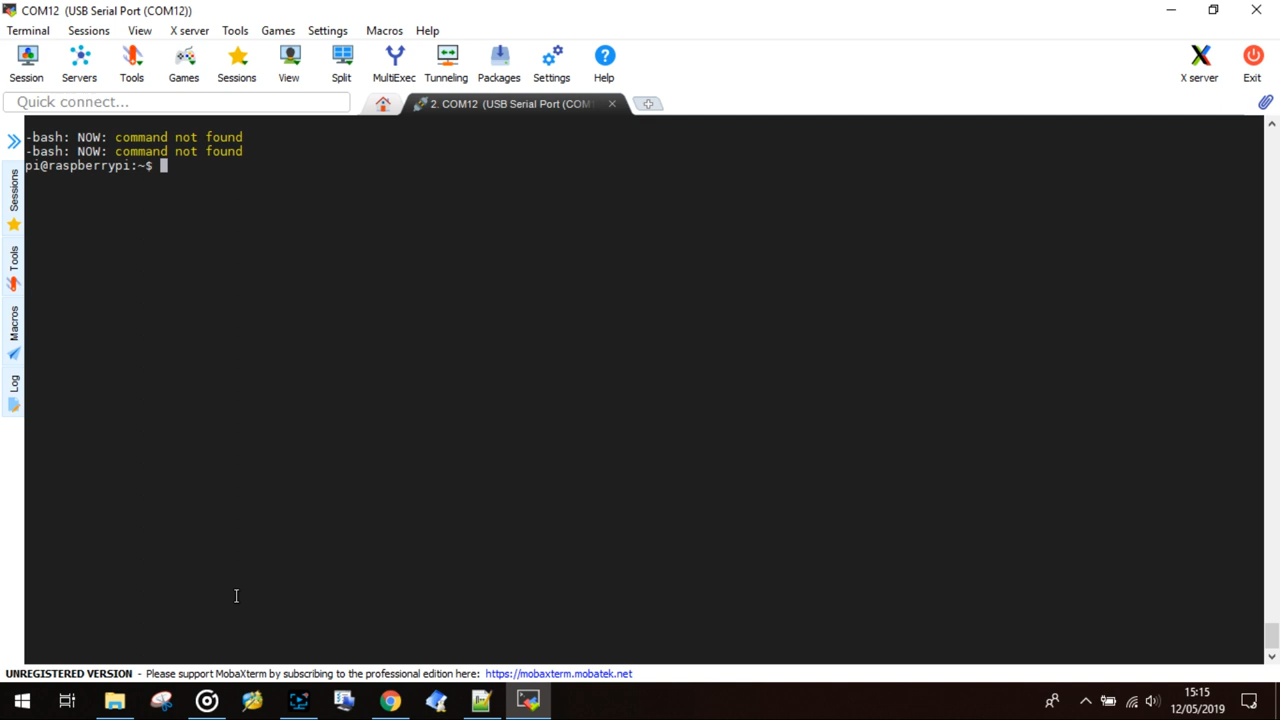 COM12  (USB Serial Port (COM12))
Terminal Sessions View X server Tools Games Settings Macros Help
Session Servers Tools Games Sessions View Split MultiExec Tunneling Packages Settings Help X server Exit
Quick connect...
2. COM12  (USB Serial Port (COM
-bash: NOW: command not found
-bash: NOW: command not found
pi@raspberrypi:~$
Sessions
Tools
Macros
Log
UNREGISTERED VERSION - Please support MobaXterm by subscribing to the professional edition here: https://mobaxterm.mobatek.net
15:15
12/05/2019